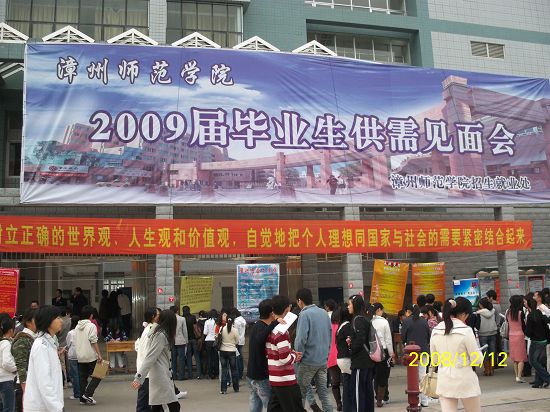 漳州师范学院
2009届毕业生供需见面会
漳州师范学院招生就业处
立正确的世界观、人生观和价值观，自觉地把个人理想同国家与社会的需要紧密结合起来
2008/12/12